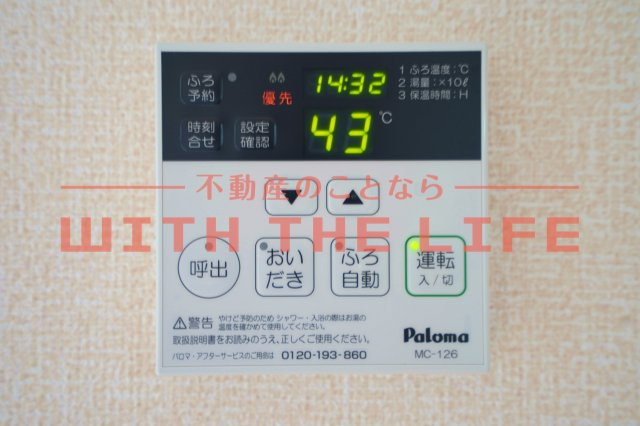 ふろ予約
優先
14:32
1 ふろ温度:℃
2 湯量:×10ℓ
3 保温時間:H
時刻合せ
設定確認
43℃
不動産のことなら
WITH THE LIFE
呼出
おいだき
ふろ自動
運転
入/切
警告 やけど予防のため シャワー・入浴の際はお湯の
温度を確かめて使用してください。
取扱説明書をお読みのうえ、正しくご使用ください。
パロマ・アフターサービスのご用命は 0120-193-860
Paloma
MC-126